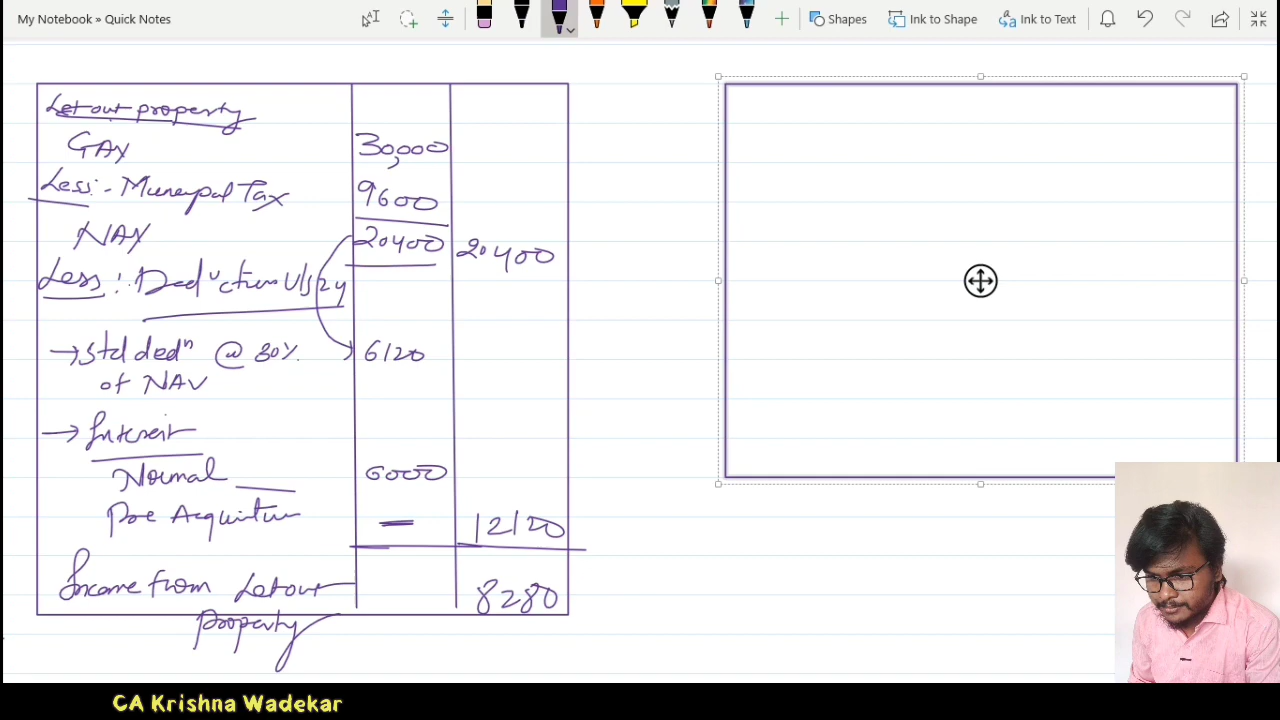 My Notebook » Quick Notes
Shapes
Ink to Shape
Ink to Text
Let out property
GAV 30,000
Less :- Municipal Tax 9600
NAV 20400 20400
Less :- Deduction U/s 24
→ Std dedn @ 30% 6120
of NAV
→ Interest
Normal 6000
Pre Acquisition — 12120
Income from Let out 8280
property
CA Krishna Wadekar